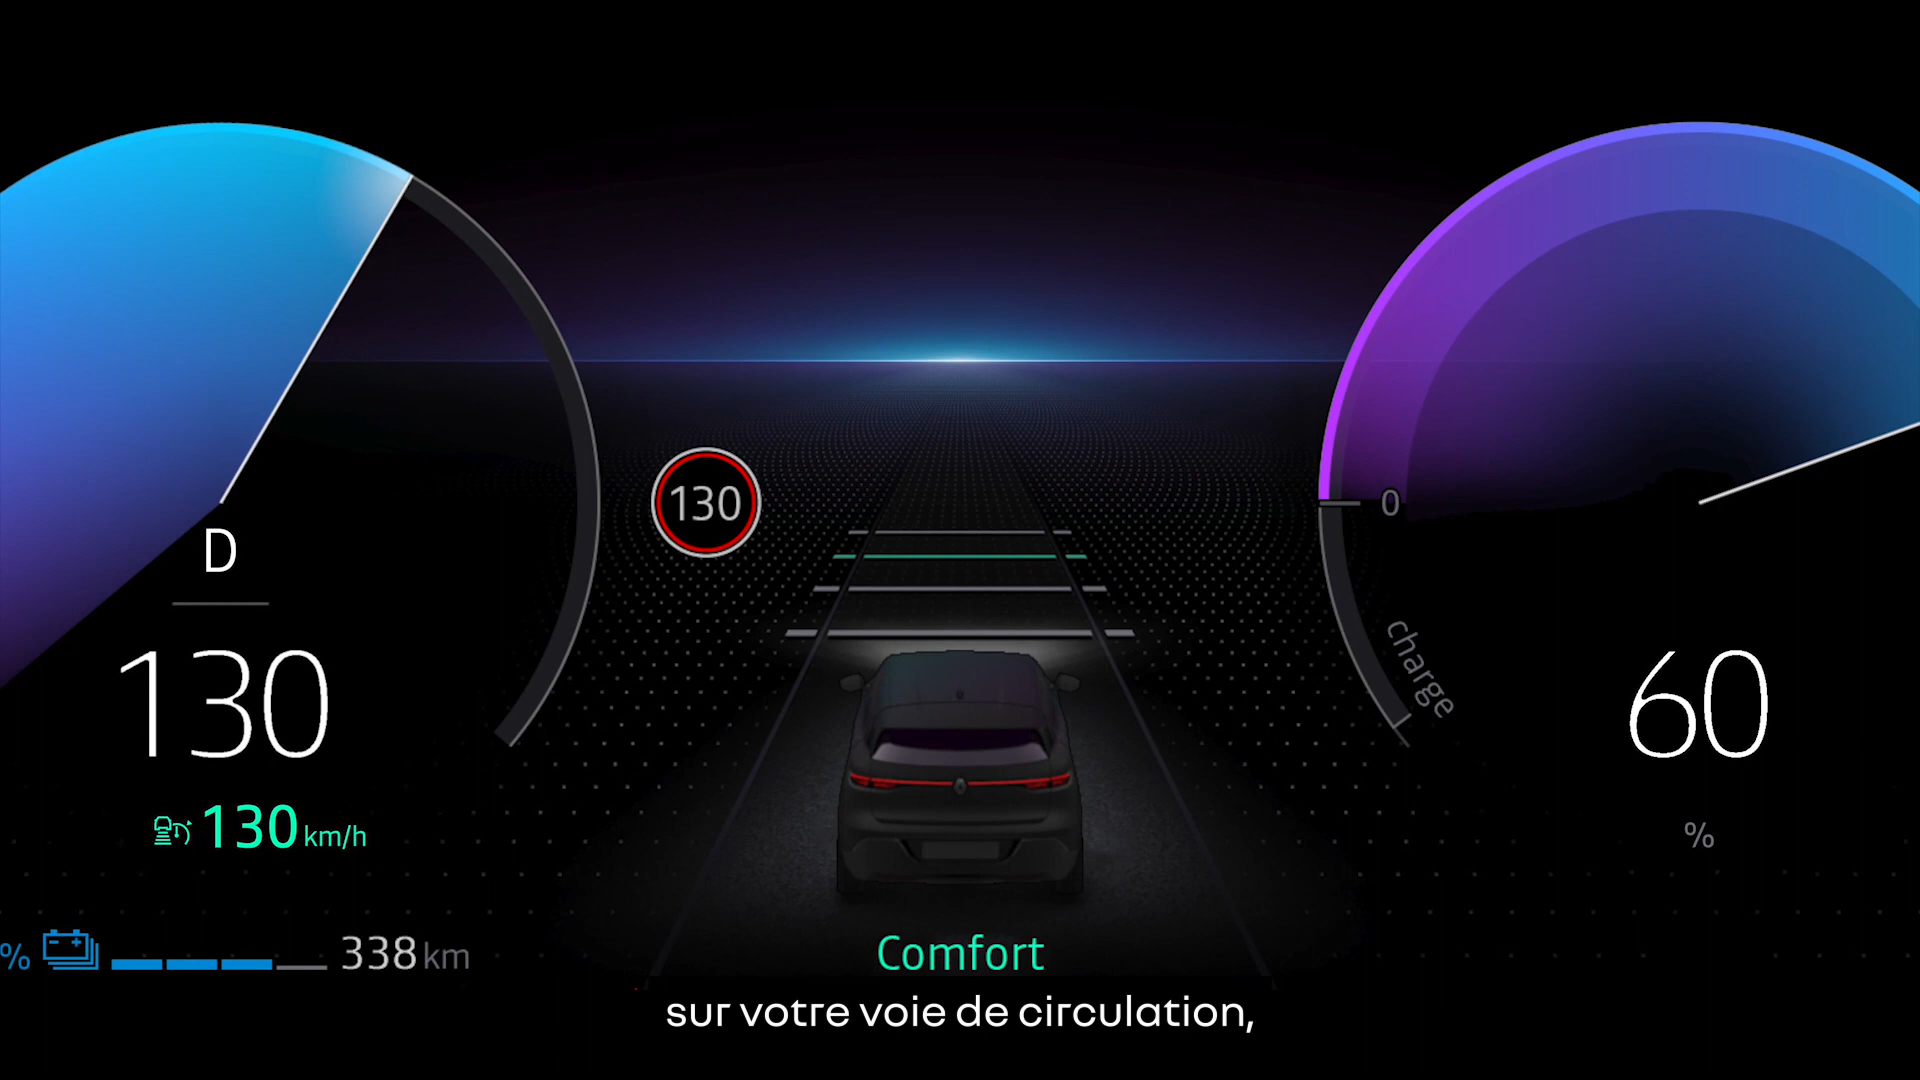 130
0
D
charge
130
60
130 km/h
%
% 338 km
Comfort
sur votre voie de circulation,